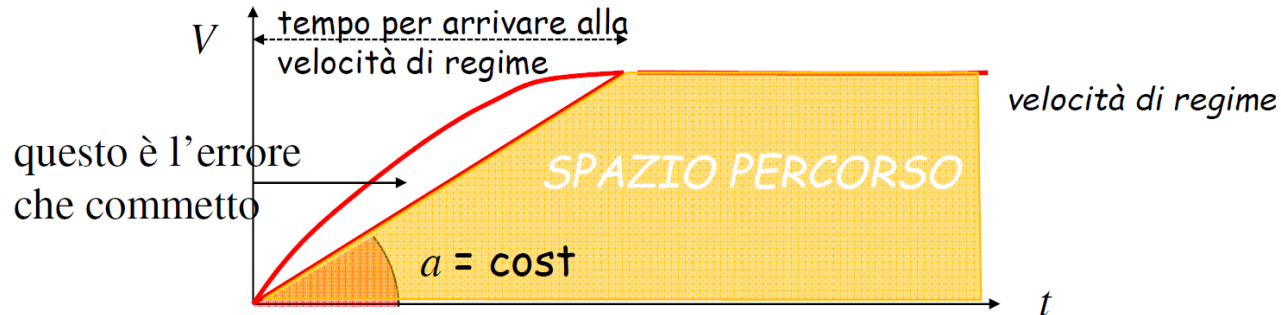 V
tempo per arrivare alla
velocità di regime
velocità di regime
questo è l'errore
che commetto
SPAZIO PERCORSO
a = cost
t